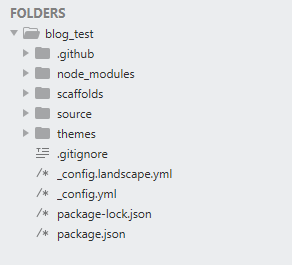 FOLDERS
blog_test
.github
node_modules
scaffolds
source
themes
.gitignore
/* _config.landscape.yml
/* _config.yml
/* package-lock.json
/* package.json